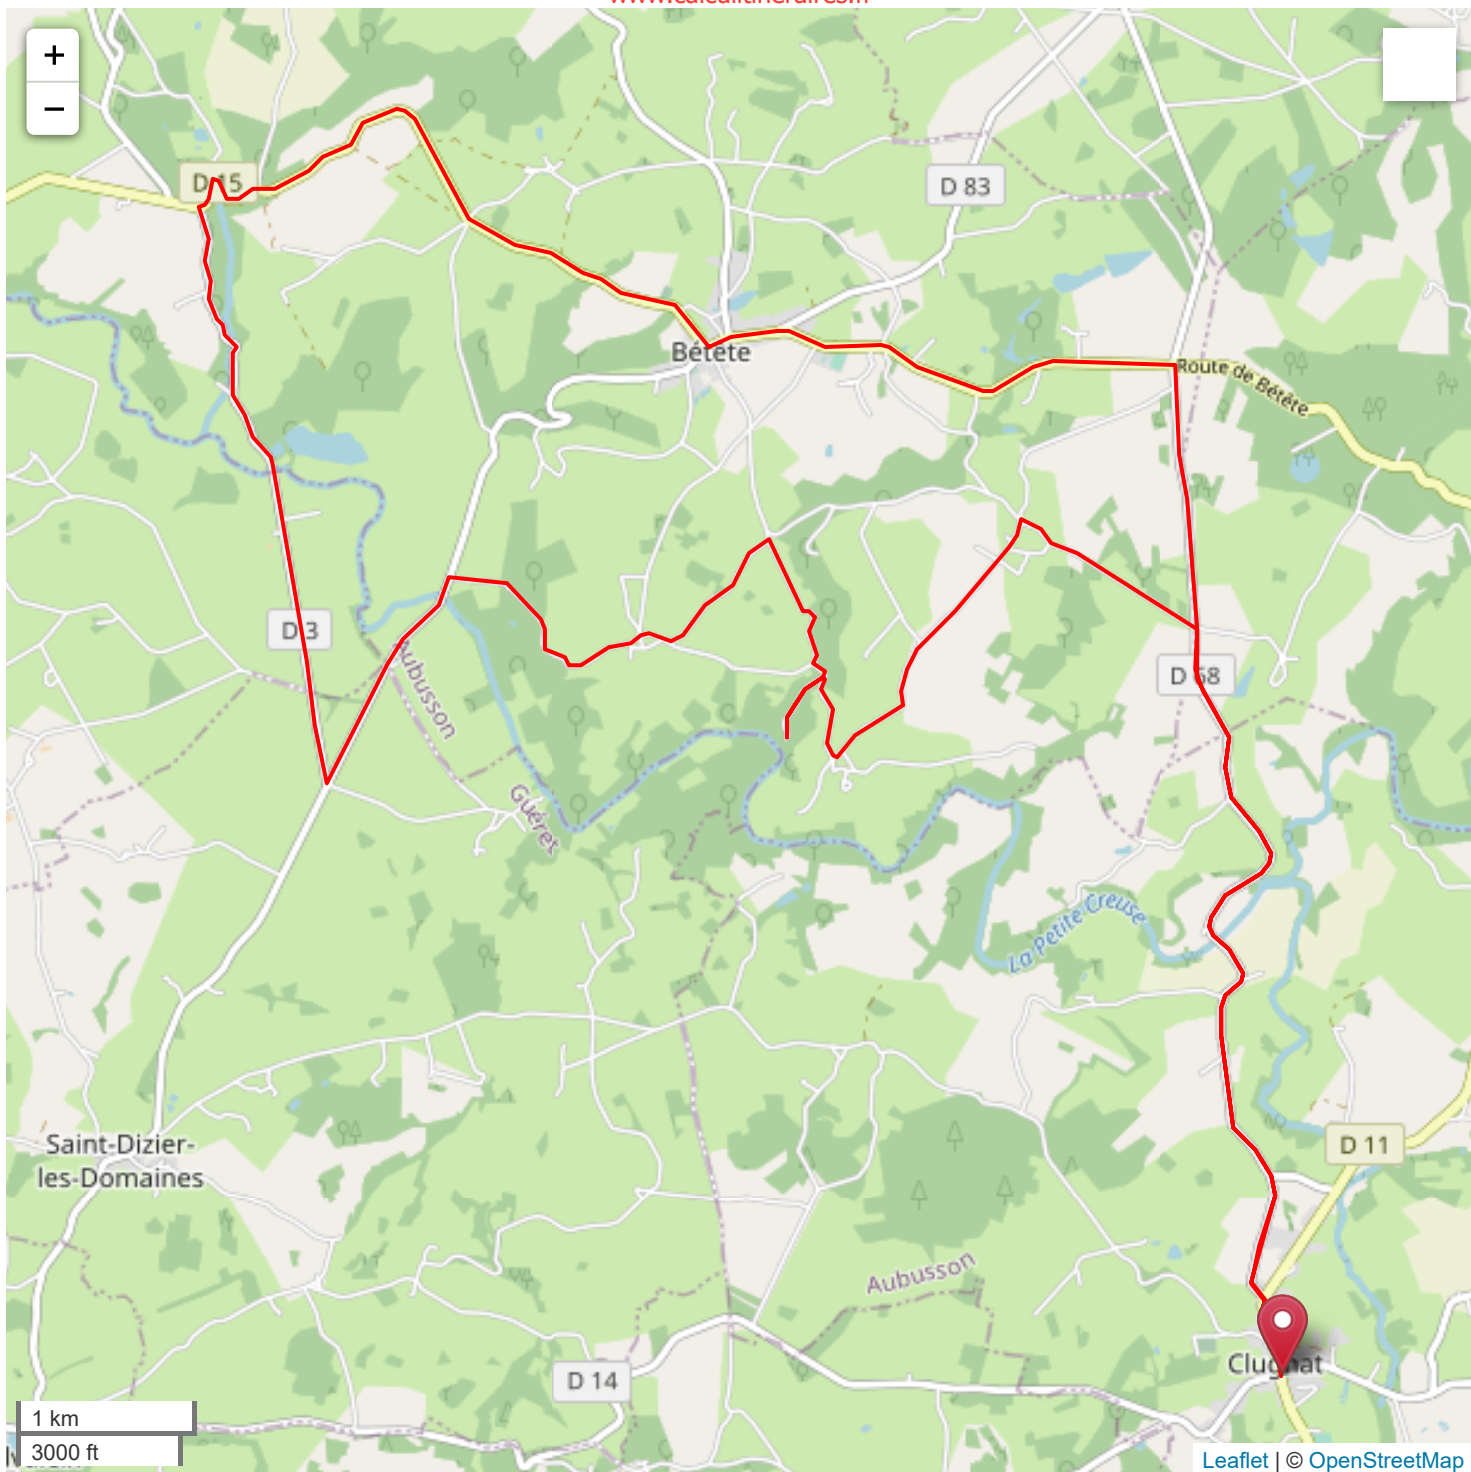 +
−
D 15
D 83
Bétête
Route de Bétête
D 3
Aubusson
D 68
Guéret
La Petite Creuse
Saint-Dizier-
les-Domaines
D 11
Aubusson
Clugnat
D 14
1 km
3000 ft
Leaflet | © OpenStreetMap